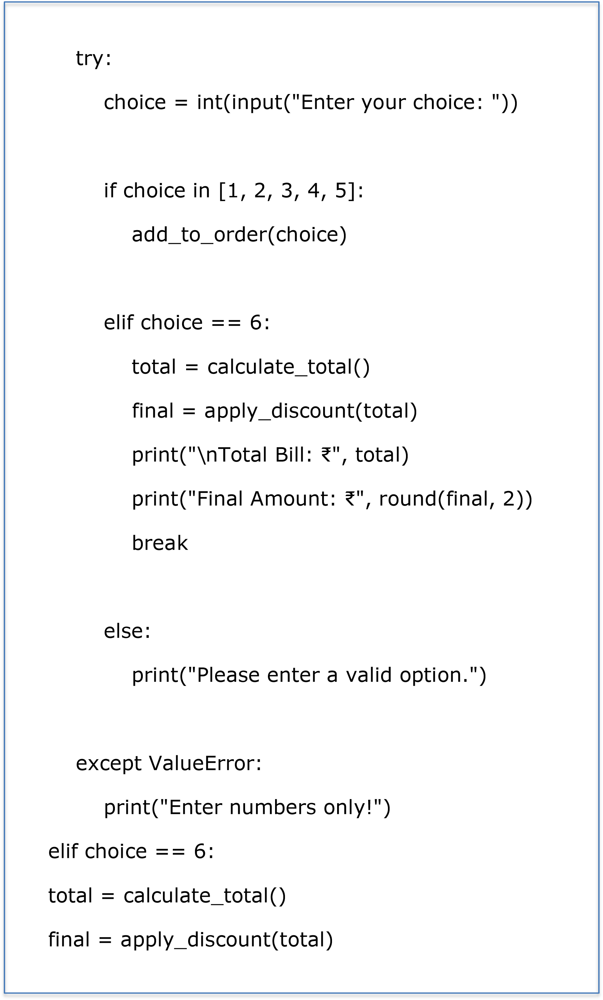 try:
choice = int(input("Enter your choice: "))
if choice in [1, 2, 3, 4, 5]:
add_to_order(choice)
elif choice == 6:
total = calculate_total()
final = apply_discount(total)
print("\nTotal Bill: ₹", total)
print("Final Amount: ₹", round(final, 2))
break
else:
print("Please enter a valid option.")
except ValueError:
print("Enter numbers only!")
elif choice == 6:
total = calculate_total()
final = apply_discount(total)